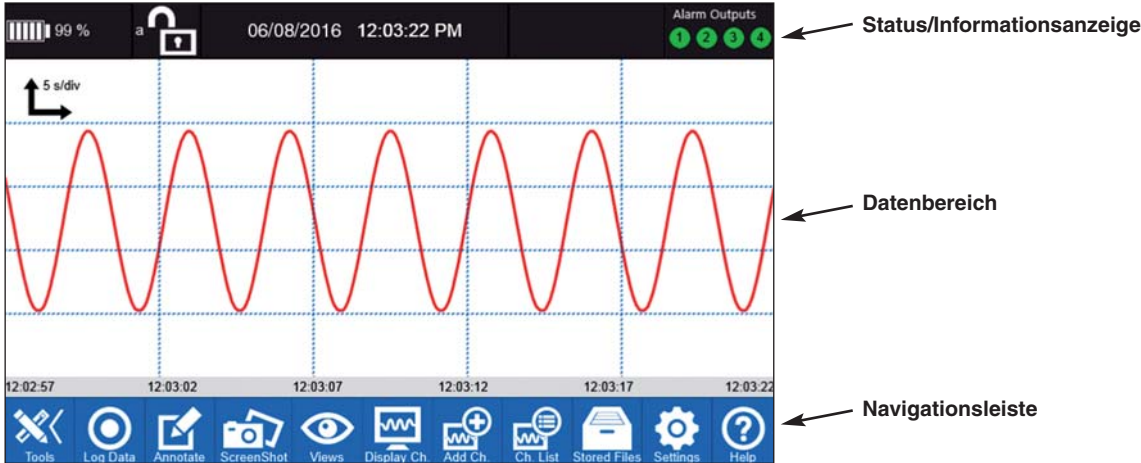 99 %
a
06/08/2016 12:03:22 PM
Alarm Outputs
1 2 3 4
Status/Informationsanzeige
5 s/div
Datenbereich
12:02:57 12:03:02 12:03:07 12:03:12 12:03:17 12:03:22
Navigationsleiste
Tools Log Data Annotate ScreenShot Views Display Ch. Add Ch. Ch. List Stored Files Settings Help